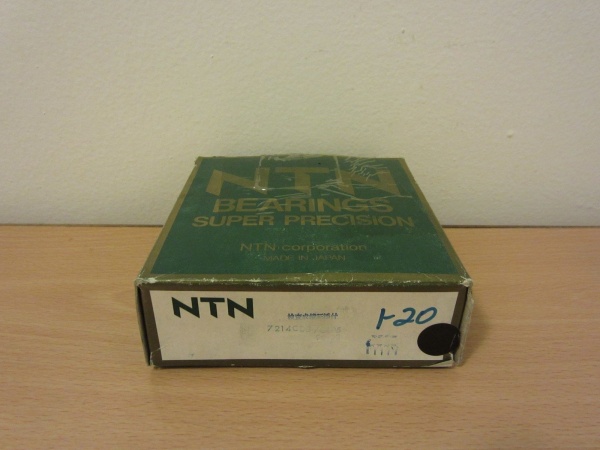 NTN
BEARINGS
SUPER PRECISION
NTN corporation
MADE IN JAPAN
NTN
1-20